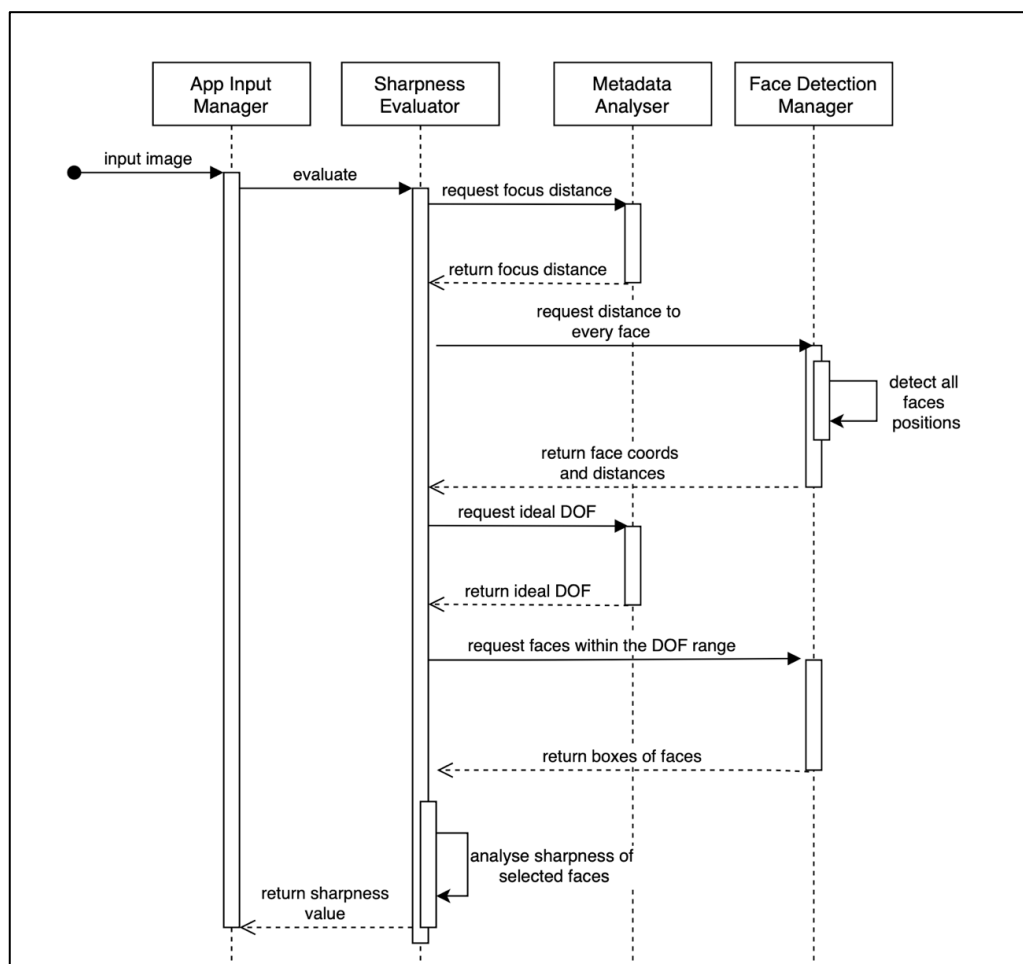 App Input
Manager
Sharpness
Evaluator
Metadata
Analyser
Face Detection
Manager
input image
evaluate
request focus distance
return focus distance
request distance to
every face
detect all
faces
positions
return face coords
and distances
request ideal DOF
return ideal DOF
request faces within the DOF range
return boxes of faces
analyse sharpness of
selected faces
return sharpness
value